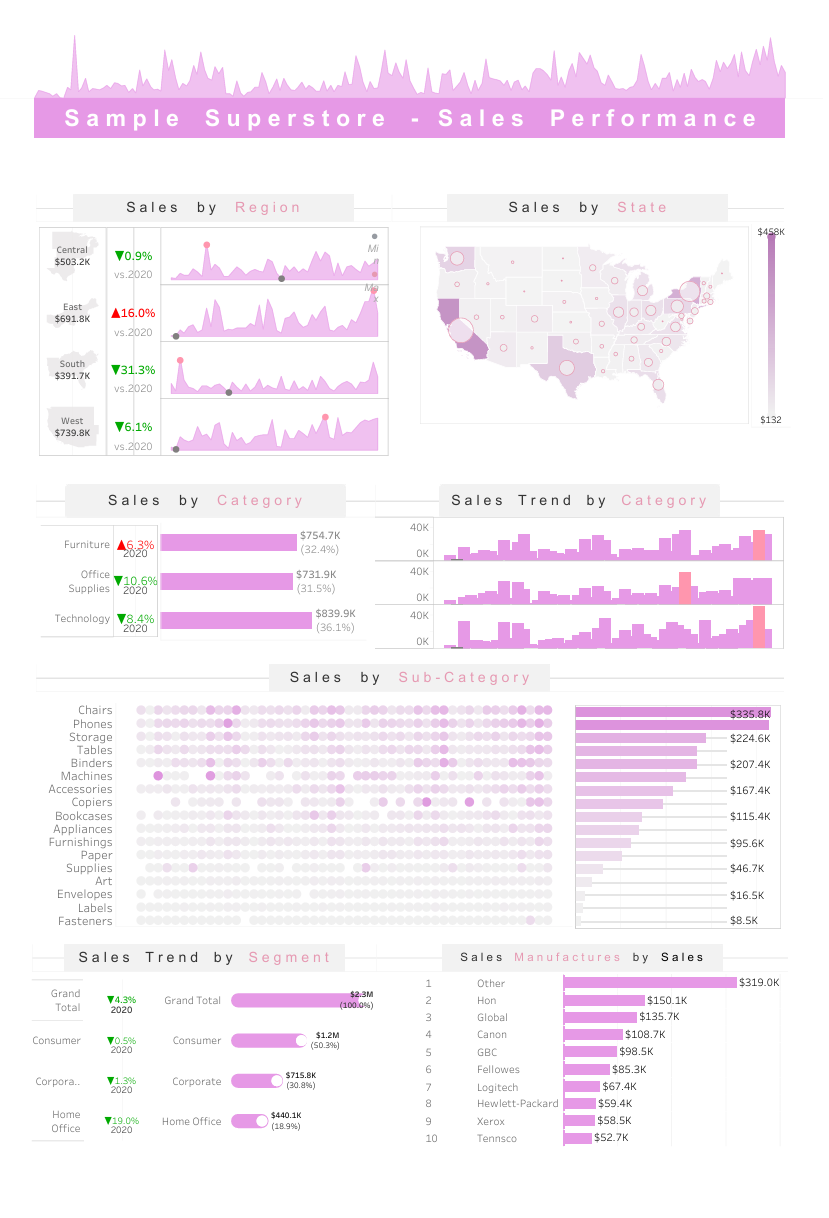 Sample Superstore - Sales Performance
Sales by Region
Central
$503.2K
▼0.9%
vs.2020
Mi
n
Ma
x
East
$691.8K
▲16.0%
vs.2020
South
$391.7K
▼31.3%
vs.2020
West
$739.8K
▼6.1%
vs.2020
Sales by State
$458K
$132
Sales by Category
Furniture
▲6.3%
2020
$754.7K
(32.4%)
Office
Supplies
▼10.6%
2020
$731.9K
(31.5%)
Technology
▼8.4%
2020
$839.9K
(36.1%)
Sales Trend by Category
40K
0K
40K
0K
40K
0K
Sales by Sub-Category
Chairs
Phones
Storage
Tables
Binders
Machines
Accessories
Copiers
Bookcases
Appliances
Furnishings
Paper
Supplies
Art
Envelopes
Labels
Fasteners
$335.8K
$224.6K
$207.4K
$167.4K
$115.4K
$95.6K
$46.7K
$16.5K
$8.5K
Sales Trend by Segment
Grand
Total
▼4.3%
2020
Grand Total
$2.3M
(100.0%)
Consumer
▼0.5%
2020
Consumer
$1.2M
(50.3%)
Corpora..
▼1.3%
2020
Corporate
$715.8K
(30.8%)
Home
Office
▼19.0%
2020
Home Office
$440.1K
(18.9%)
Sales Manufactures by Sales
1 Other $319.0K
2 Hon $150.1K
3 Global $135.7K
4 Canon $108.7K
5 GBC $98.5K
6 Fellowes $85.3K
7 Logitech $67.4K
8 Hewlett-Packard $59.4K
9 Xerox $58.5K
10 Tennsco $52.7K